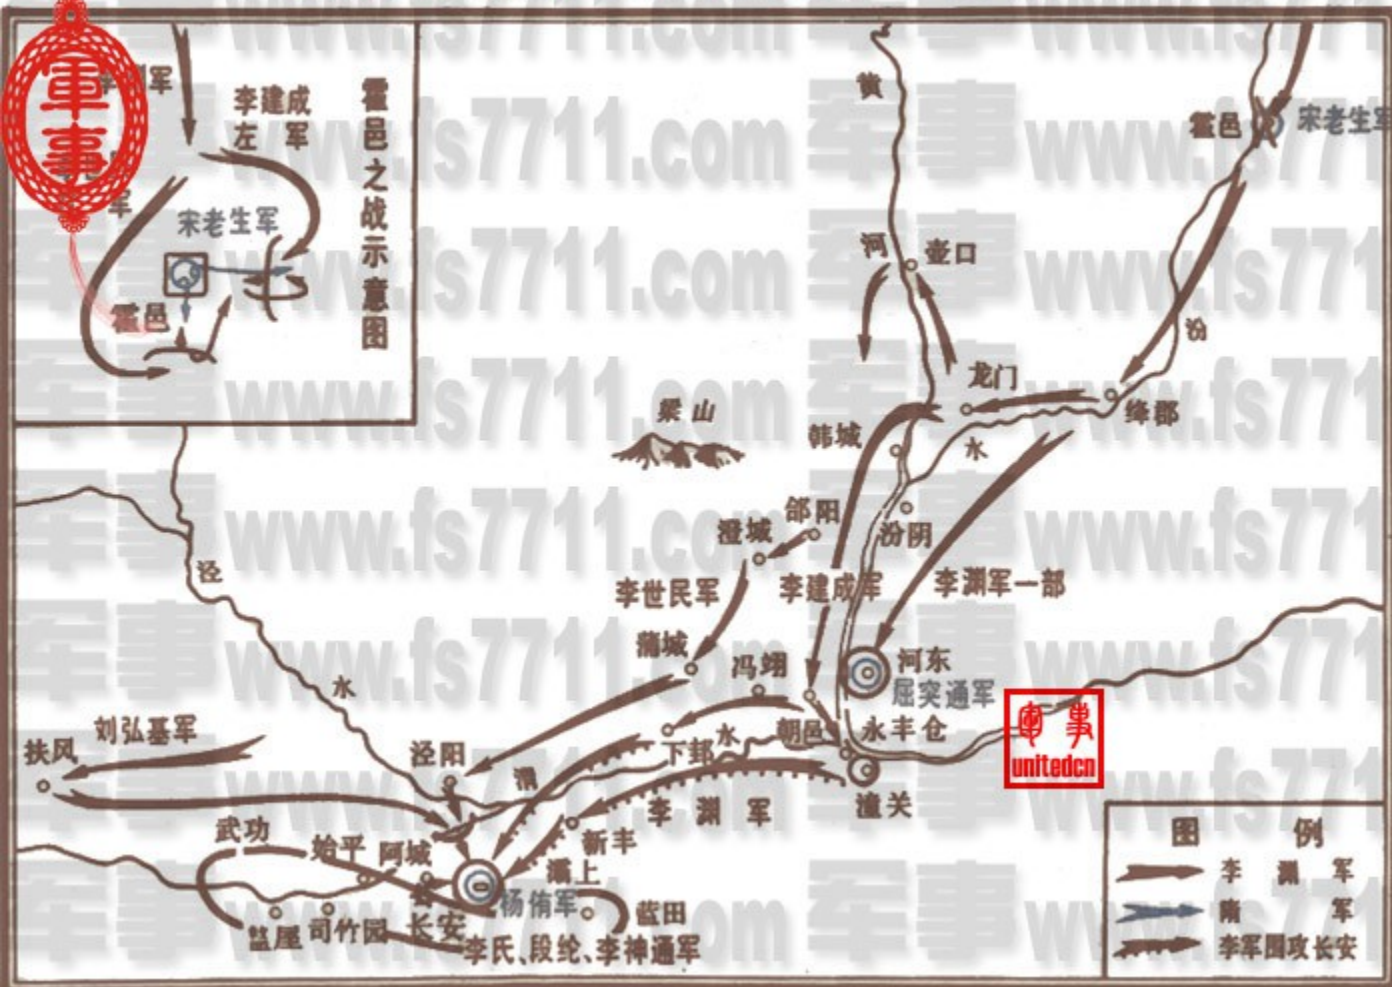 軍事
军
李建成
左军
军
宋老生军
霍邑
霍邑之战示意图
黄
河
壶口
霍邑
宋老生军
汾
水
龙门
绛郡
韩城
汾阴
梁山
郃阳
澄城
李世民军
李建成军
李渊军一部
蒲城
冯翊
河东
屈突通军
泾
水
刘弘基军
扶风
泾阳
渭
水
下邽
朝邑
永丰仓
潼关
李渊军
新丰
灞上
武功
始平
阿城
长安
杨侑军
蓝田
盩厔
司竹园
李氏、段纶、李神通军
unitedcn
图例
李渊军
隋军
李军围攻长安
军事 www.fs7711.com